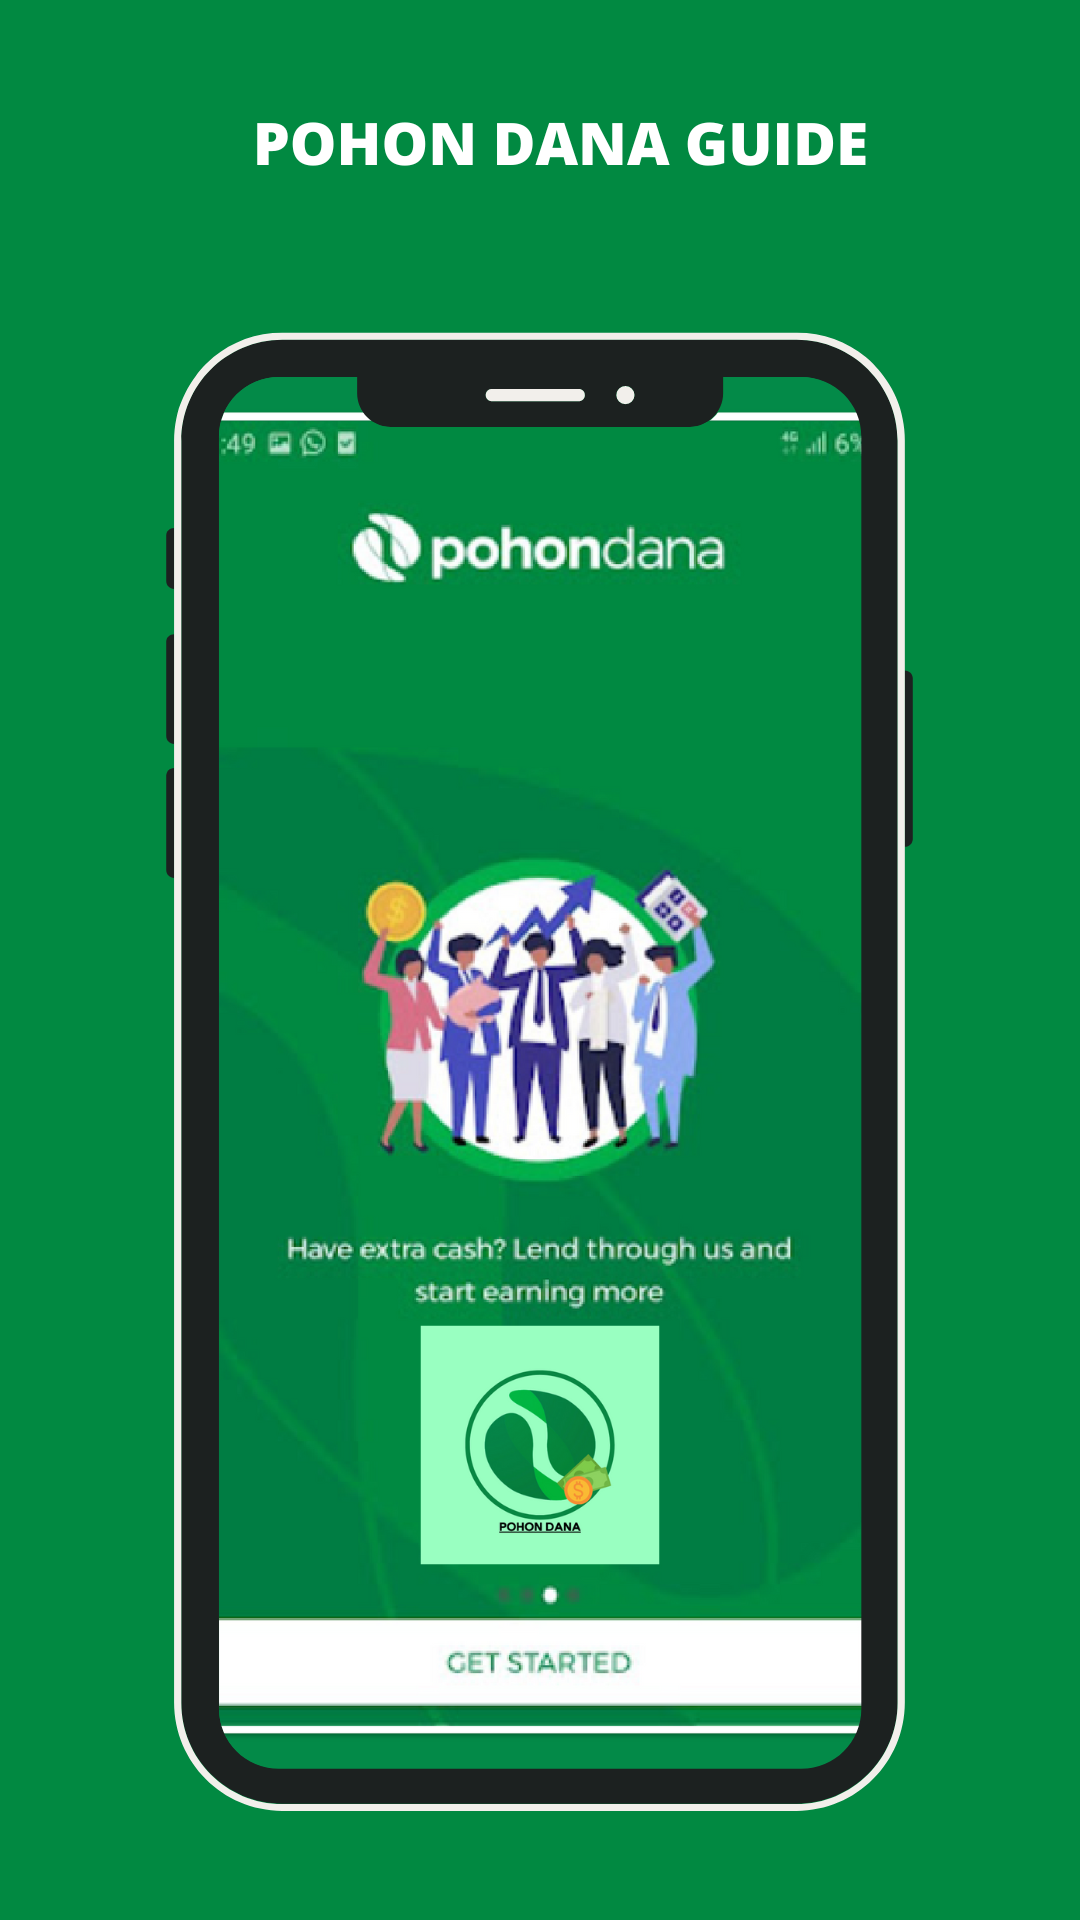 POHON DANA GUIDE
:49
4G 6%
pohondana
Have extra cash? Lend through us and
start earning more
POHON DANA
GET STARTED